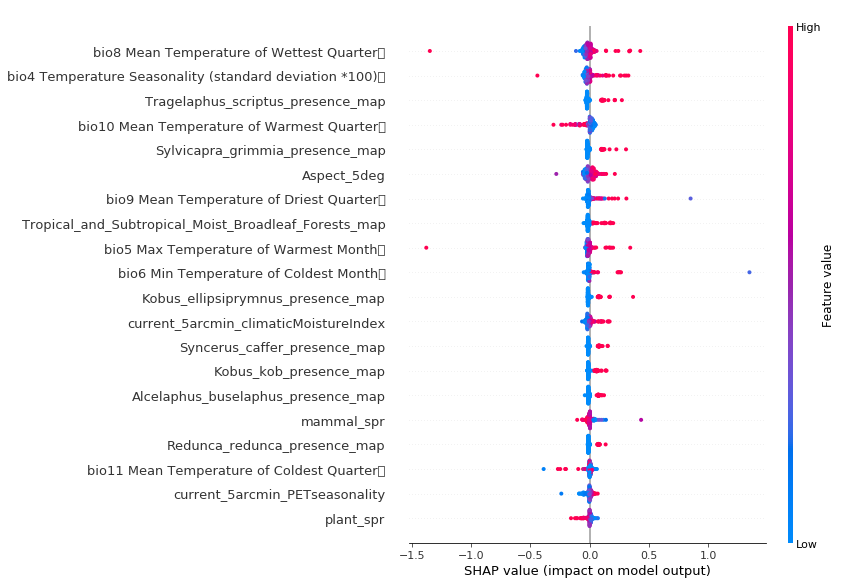 High
bio8 Mean Temperature of Wettest Quarter
bio4 Temperature Seasonality (standard deviation *100)
Tragelaphus_scriptus_presence_map
bio10 Mean Temperature of Warmest Quarter
Sylvicapra_grimmia_presence_map
Aspect_5deg
bio9 Mean Temperature of Driest Quarter
Tropical_and_Subtropical_Moist_Broadleaf_Forests_map
bio5 Max Temperature of Warmest Month
bio6 Min Temperature of Coldest Month
Kobus_ellipsiprymnus_presence_map
current_5arcmin_climaticMoistureIndex
Syncerus_caffer_presence_map
Kobus_kob_presence_map
Alcelaphus_buselaphus_presence_map
mammal_spr
Redunca_redunca_presence_map
bio11 Mean Temperature of Coldest Quarter
current_5arcmin_PETseasonality
plant_spr
Feature value
Low
−1.5 −1.0 −0.5 0.0 0.5 1.0
SHAP value (impact on model output)